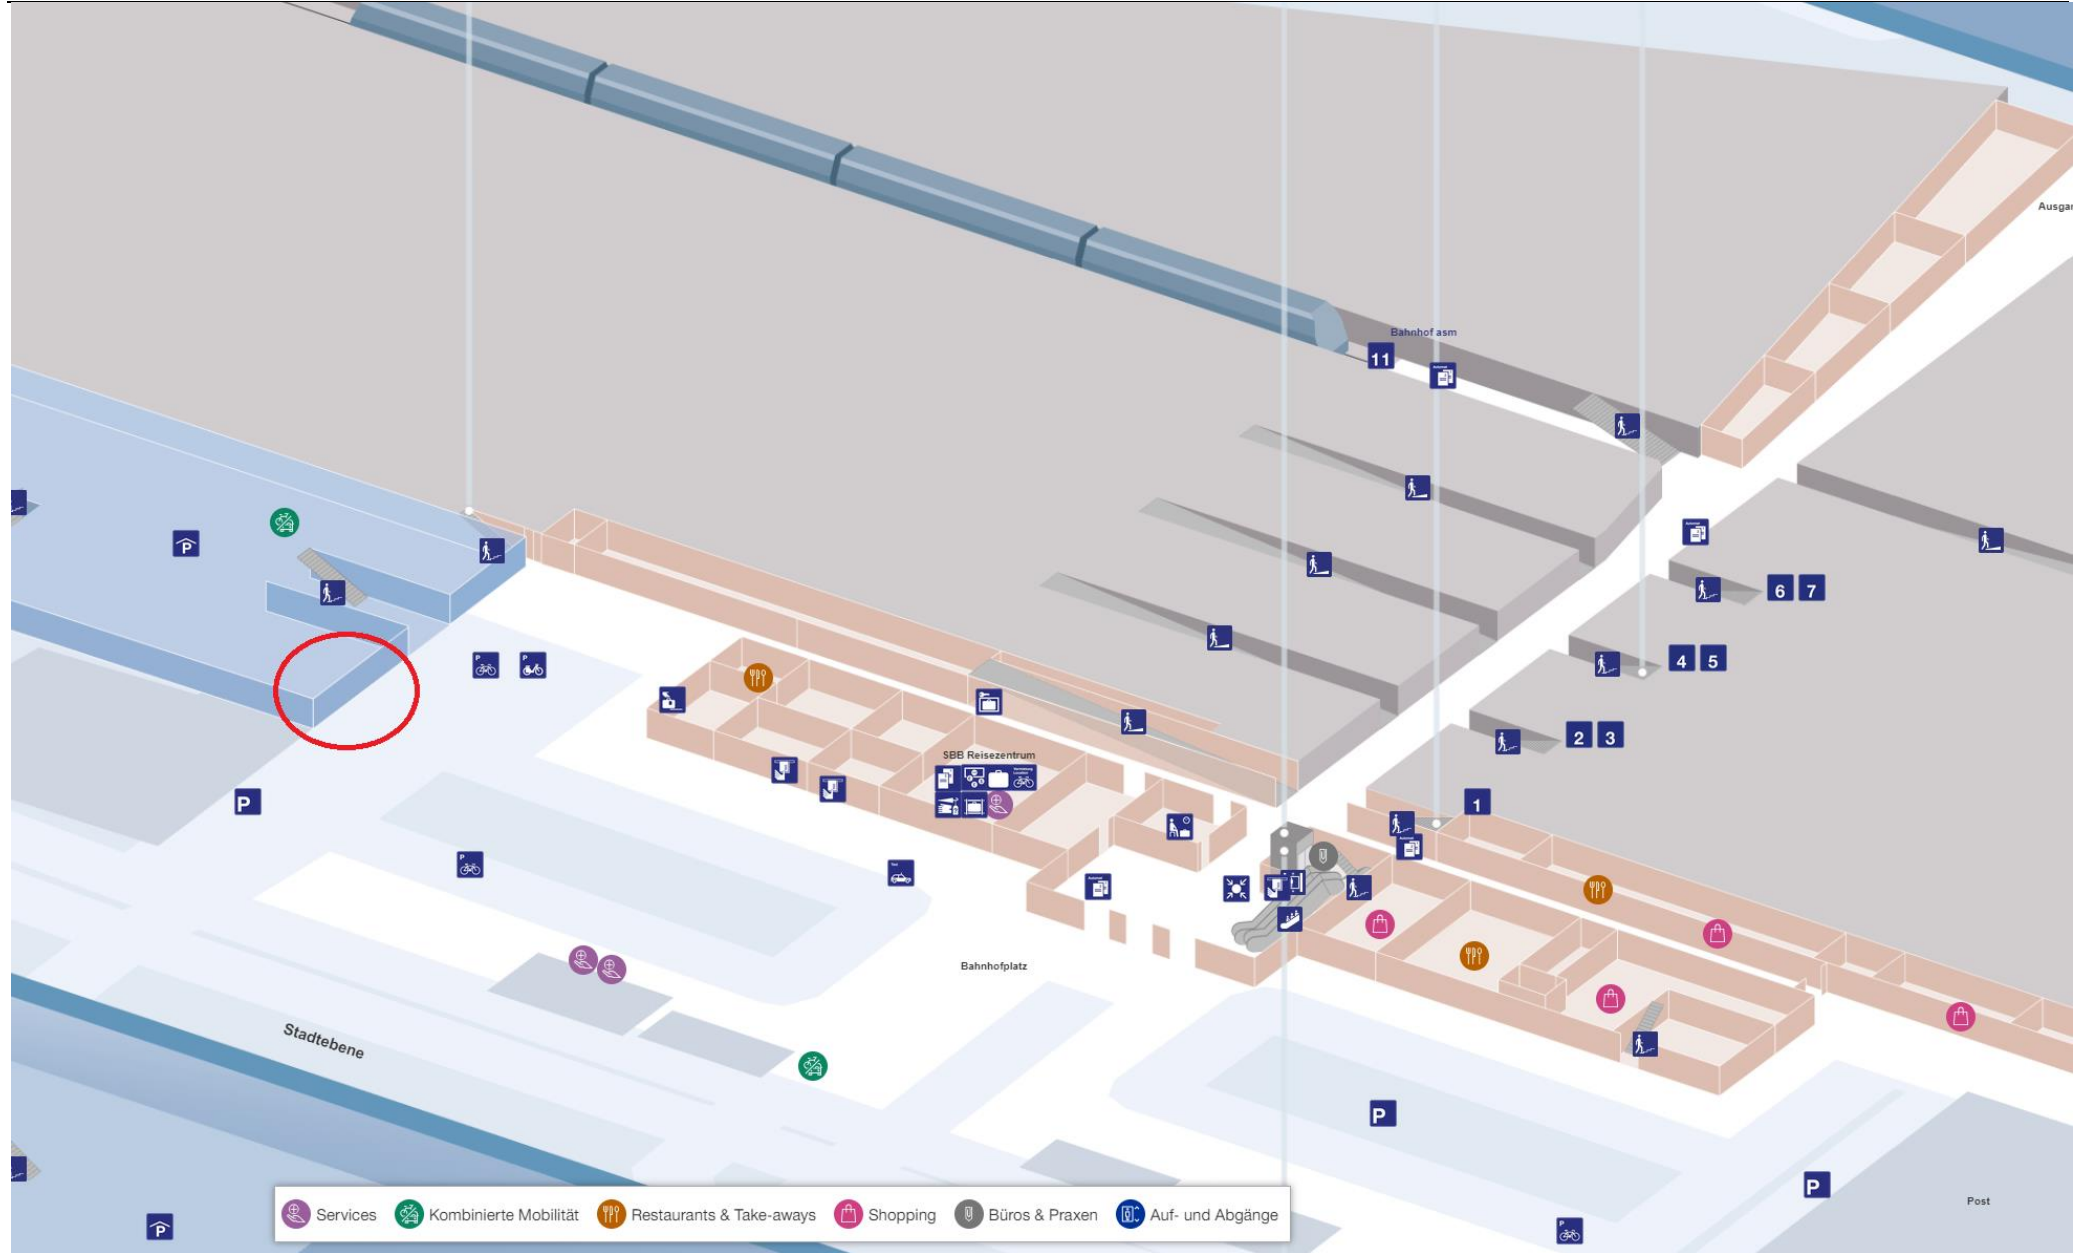 Ausgar
Bahnhof asm
11
6 7
4 5
2 3
SBB Reisezentrum
1
P
P
P
P
P
Bahnhofplatz
Stadtebene
P
P
Post
P
P
Services
Kombinierte Mobilität
Restaurants & Take-aways
Shopping
Büros & Praxen
Auf- und Abgänge